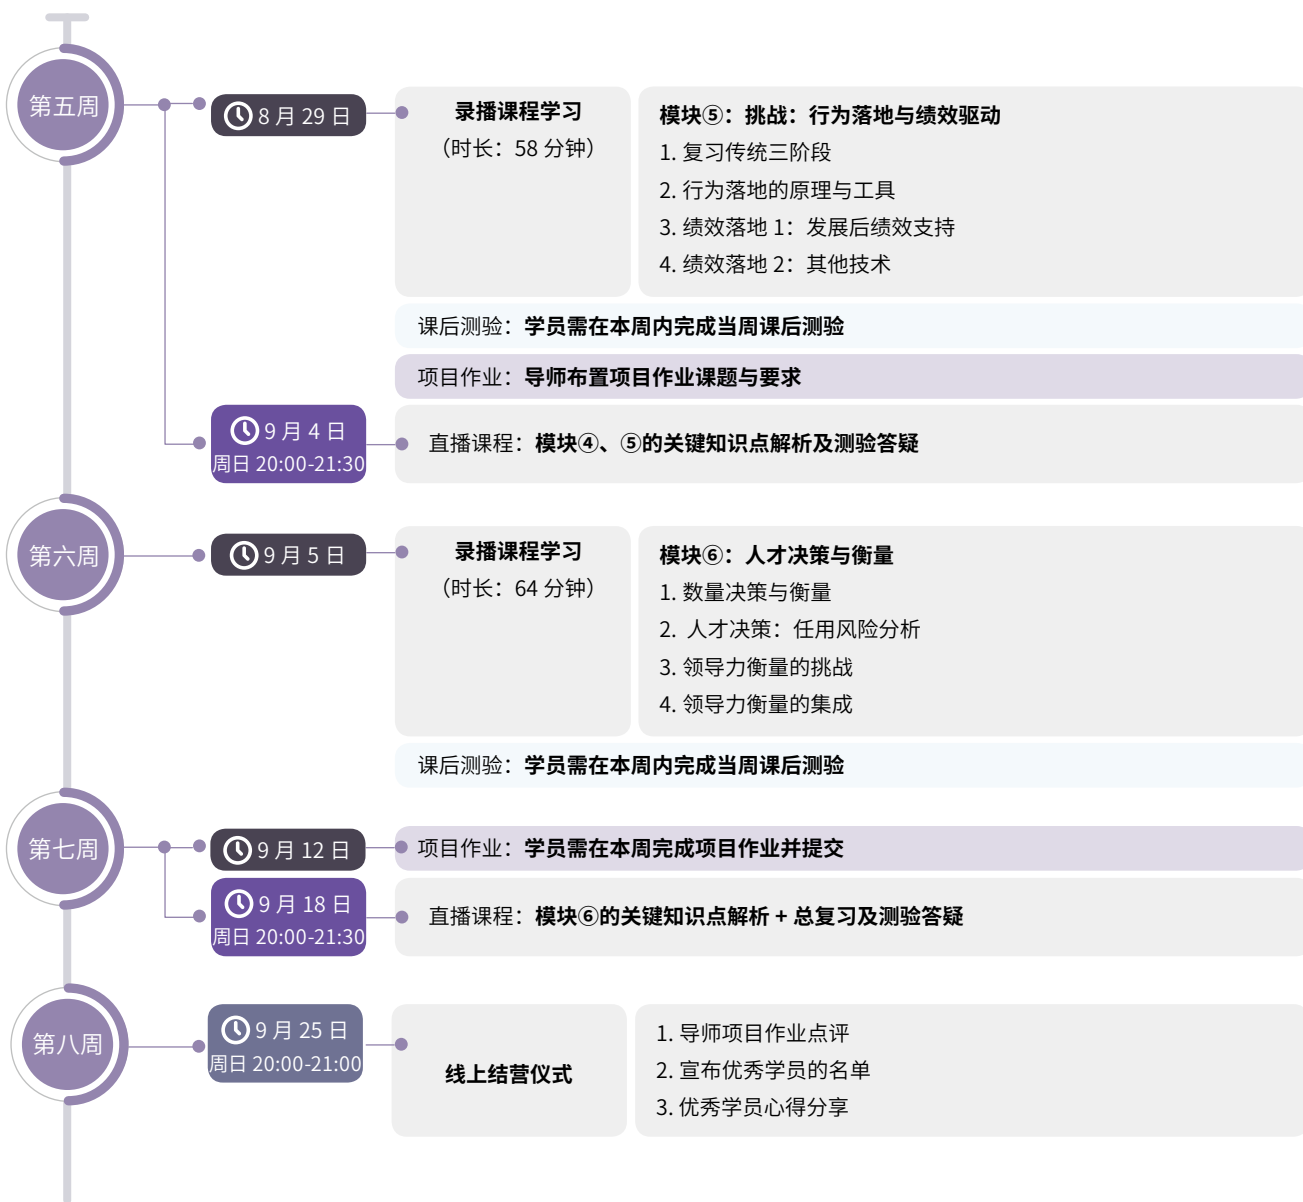 第五周
8 月 29 日
录播课程学习
（时长：58 分钟）
模块⑤：挑战：行为落地与绩效驱动
1. 复习传统三阶段
2. 行为落地的原理与工具
3. 绩效落地 1：发展后绩效支持
4. 绩效落地 2：其他技术
课后测验：学员需在本周内完成当周课后测验
项目作业：导师布置项目作业课题与要求
9 月 4 日
周日 20:00-21:30
直播课程：模块④、⑤的关键知识点解析及测验答疑
第六周
9 月 5 日
录播课程学习
（时长：64 分钟）
模块⑥：人才决策与衡量
1. 数量决策与衡量
2. 人才决策：任用风险分析
3. 领导力衡量的挑战
4. 领导力衡量的集成
课后测验：学员需在本周内完成当周课后测验
第七周
9 月 12 日
项目作业：学员需在本周完成项目作业并提交
9 月 18 日
周日 20:00-21:30
直播课程：模块⑥的关键知识点解析 + 总复习及测验答疑
第八周
9 月 25 日
周日 20:00-21:00
线上结营仪式
1. 导师项目作业点评
2. 宣布优秀学员的名单
3. 优秀学员心得分享